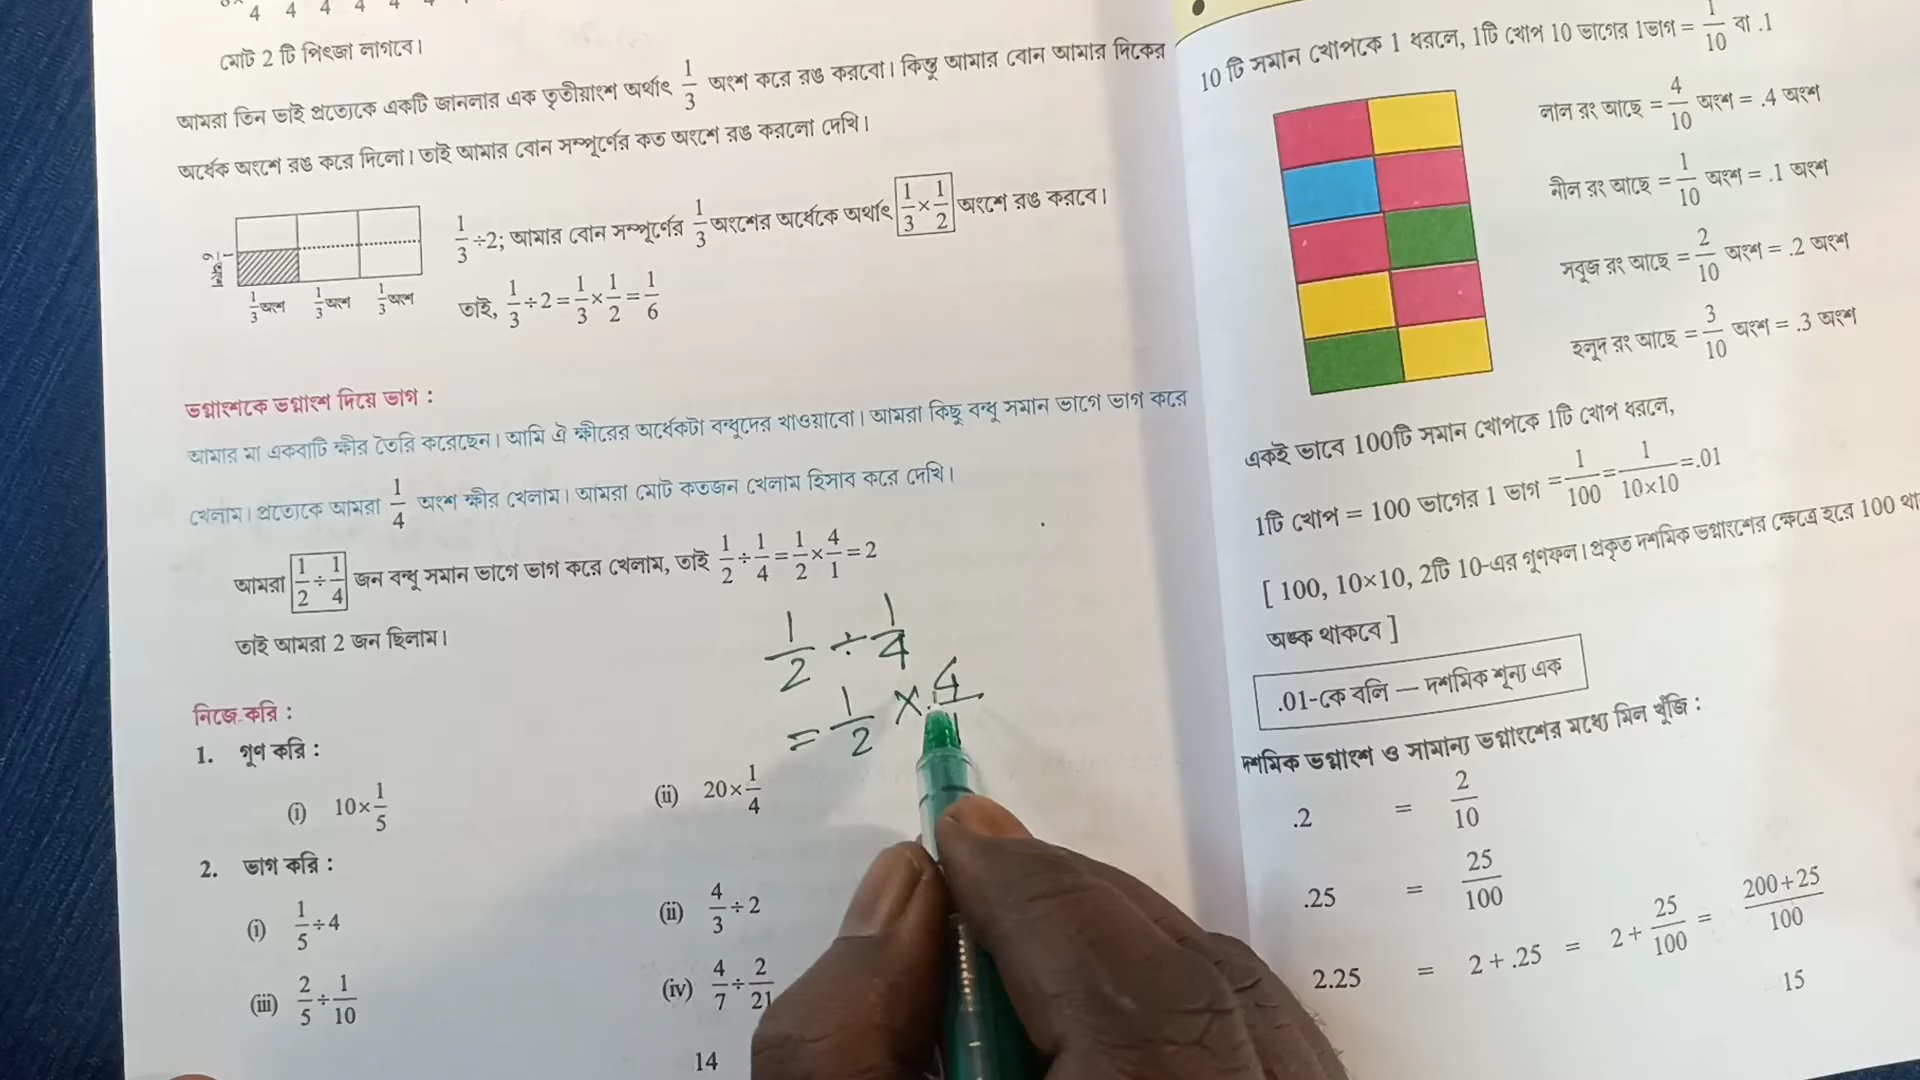 4 4 4 4 4
মোট 2 টি পিৎজা লাগবে।
আমরা তিন ভাই প্রত্যেকে একটি জানলার এক তৃতীয়াংশ অর্থাৎ 1/3 অংশ করে রঙ করবো। কিন্তু আমার বোন আমার দিকের
অর্ধেক অংশে রঙ করে দিলো। তাই আমার বোন সম্পূর্ণের কত অংশে রঙ করলো দেখি।
1/3 ÷2; আমার বোন সম্পূর্ণের 1/3 অংশের অর্ধেকে অর্থাৎ 1/3 × 1/2 অংশে রঙ করবে।
1/3 অংশ 1/3 অংশ 1/3 অংশ
তাই, 1/3 ÷ 2 = 1/3 × 1/2 = 1/6
ভগ্নাংশকে ভগ্নাংশ দিয়ে ভাগ :
আমার মা একবাটি ক্ষীর তৈরি করেছেন। আমি ঐ ক্ষীরের অর্ধেকটা বন্ধুদের খাওয়াবো। আমরা কিছু বন্ধু সমান ভাগে ভাগ করে
খেলাম। প্রত্যেকে আমরা 1/4 অংশ ক্ষীর খেলাম। আমরা মোট কতজন খেলাম হিসাব করে দেখি।
আমরা 1/2 ÷ 1/4 জন বন্ধু সমান ভাগে ভাগ করে খেলাম, তাই 1/2 ÷ 1/4 = 1/2 × 4/1 = 2
তাই আমরা 2 জন ছিলাম।
1/2 ÷ 1/4
= 1/2 × 4/1
নিজে করি :
1. গুণ করি :
(i) 10× 1/5 (ii) 20× 1/4
2. ভাগ করি :
(i) 1/5 ÷4 (ii) 4/3 ÷2
(iii) 2/5 ÷ 1/10 (iv) 4/7 ÷ 2/21
14
10 টি সমান খোপকে 1 ধরলে, 1টি খোপ 10 ভাগের 1ভাগ = 1/10 বা .1
লাল রং আছে = 4/10 অংশ = .4 অংশ
নীল রং আছে = 1/10 অংশ = .1 অংশ
সবুজ রং আছে = 2/10 অংশ = .2 অংশ
হলুদ রং আছে = 3/10 অংশ = .3 অংশ
একই ভাবে 100টি সমান খোপকে 1টি খোপ ধরলে,
1টি খোপ = 100 ভাগের 1 ভাগ = 1/100 = 1/10×10 =.01
[ 100, 10×10, 2টি 10-এর গুণফল। প্রকৃত দশমিক ভগ্নাংশের ক্ষেত্রে হরে 100
অঙ্ক থাকবে ]
.01-কে বলি — দশমিক শূন্য এক
দশমিক ভগ্নাংশ ও সামান্য ভগ্নাংশের মধ্যে মিল খুঁজি :
.2 = 2/10
.25 = 25/100
2.25 = 2 + .25 = 2 + 25/100 = 200+25/100
15